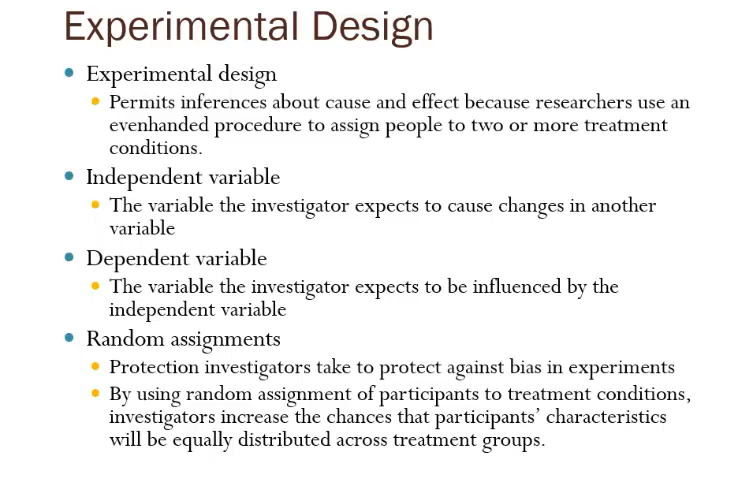 Experimental Design
Experimental design
Permits inferences about cause and effect because researchers use an
evenhanded procedure to assign people to two or more treatment
conditions.
Independent variable
The variable the investigator expects to cause changes in another
variable
Dependent variable
The variable the investigator expects to be influenced by the
independent variable
Random assignments
Protection investigators take to protect against bias in experiments
By using random assignment of participants to treatment conditions,
investigators increase the chances that participants’ characteristics
will be equally distributed across treatment groups.